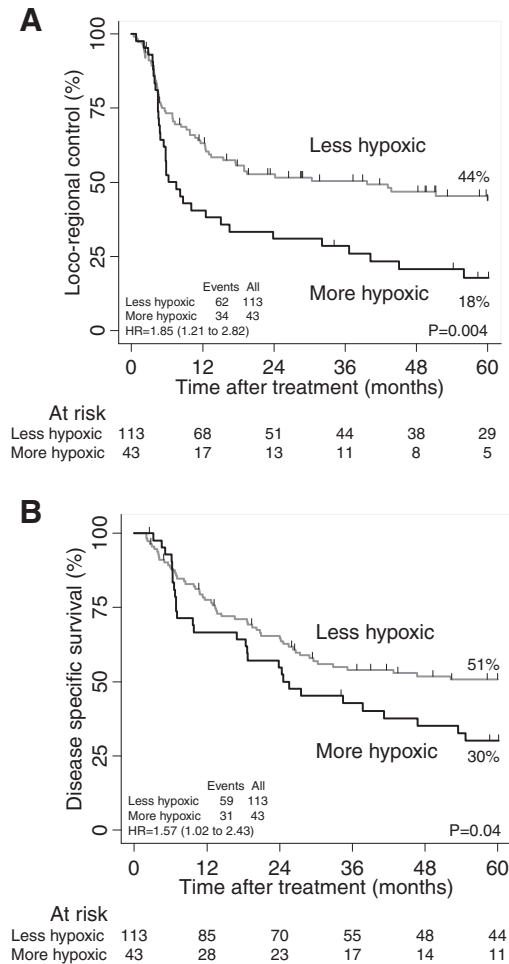 A
Loco-regional control (%)
100
75
50
25
0
Less hypoxic
44%
More hypoxic
18%
Events All
Less hypoxic 62 113
More hypoxic 34 43
HR=1.85 (1.21 to 2.82)
P=0.004
0 12 24 36 48 60
Time after treatment (months)
At risk
Less hypoxic 113 68 51 44 38 29
More hypoxic 43 17 13 11 8 5
B
Disease specific survival (%)
100
75
50
25
0
Less hypoxic
51%
More hypoxic
30%
Events All
Less hypoxic 59 113
More hypoxic 31 43
HR=1.57 (1.02 to 2.43)
P=0.04
0 12 24 36 48 60
Time after treatment (months)
At risk
Less hypoxic 113 85 70 55 48 44
More hypoxic 43 28 23 17 14 11